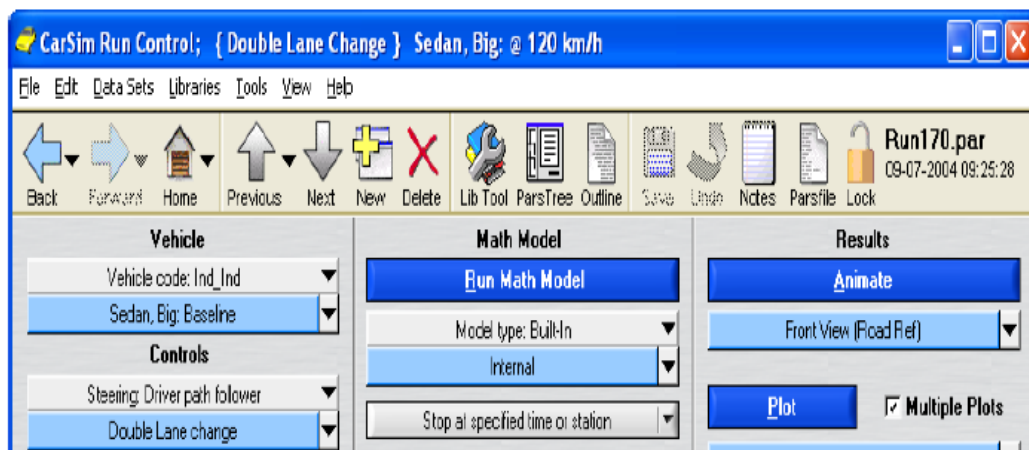 CarSim Run Control; { Double Lane Change } Sedan, Big: @ 120 km/h
File Edit Data Sets Libraries Tools View Help
Back Forward Home Previous Next New Delete Lib Tool ParsTree Outline Save Undo Notes Parsfile Lock
Run170.par
09-07-2004 09:25:28
Vehicle
Vehicle code: Ind_Ind
Sedan, Big: Baseline
Controls
Steering: Driver path follower
Double Lane change
Math Model
Run Math Model
Model type: Built-In
Internal
Stop at specified time or station
Results
Animate
Front View (Road Ref)
Plot
Multiple Plots